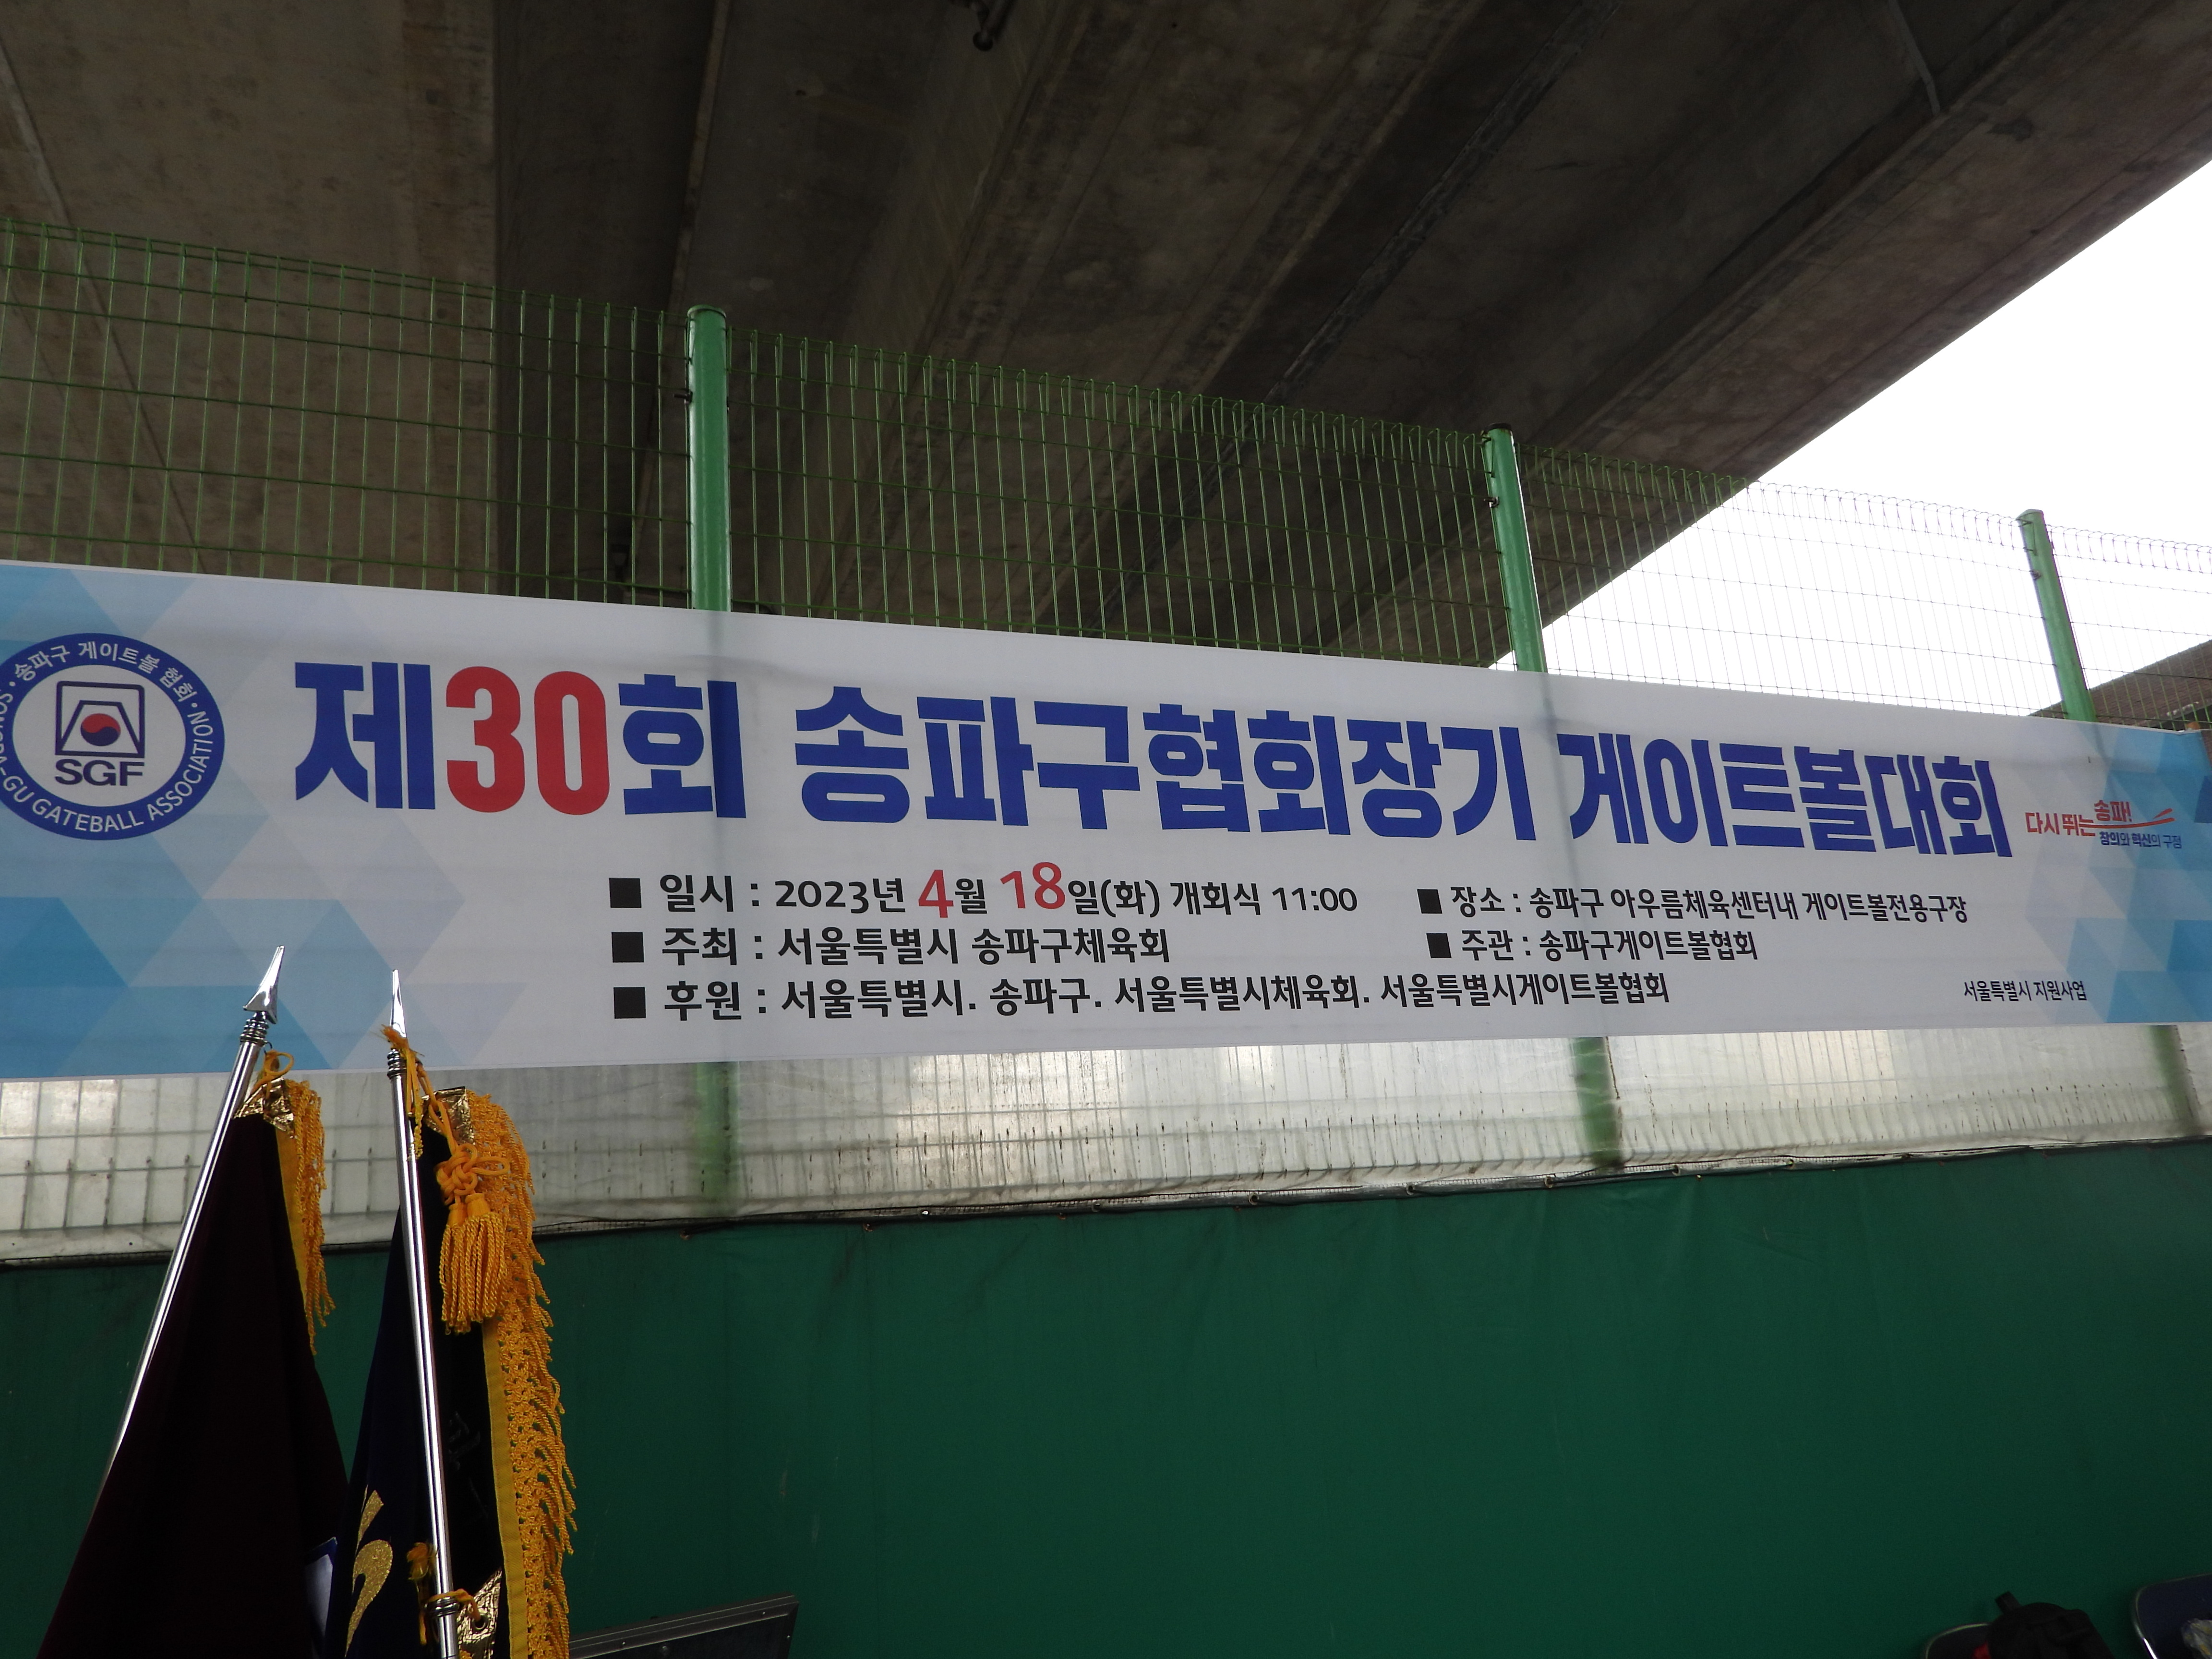 송파구 게이트볼 협회
GU GATEBALL ASSOCIATION
SGF
제30회 송파구협회장기 게이트볼대회
다시 뛰는 송파!
창의와 혁신의 구정
■ 일시 : 2023년 4월 18일(화) 개회식 11:00
■ 장소 : 송파구 아우름체육센터내 게이트볼전용구장
■ 주최 : 서울특별시 송파구체육회
■ 주관 : 송파구게이트볼협회
■ 후원 : 서울특별시. 송파구. 서울특별시체육회. 서울특별시게이트볼협회
서울특별시 지원사업